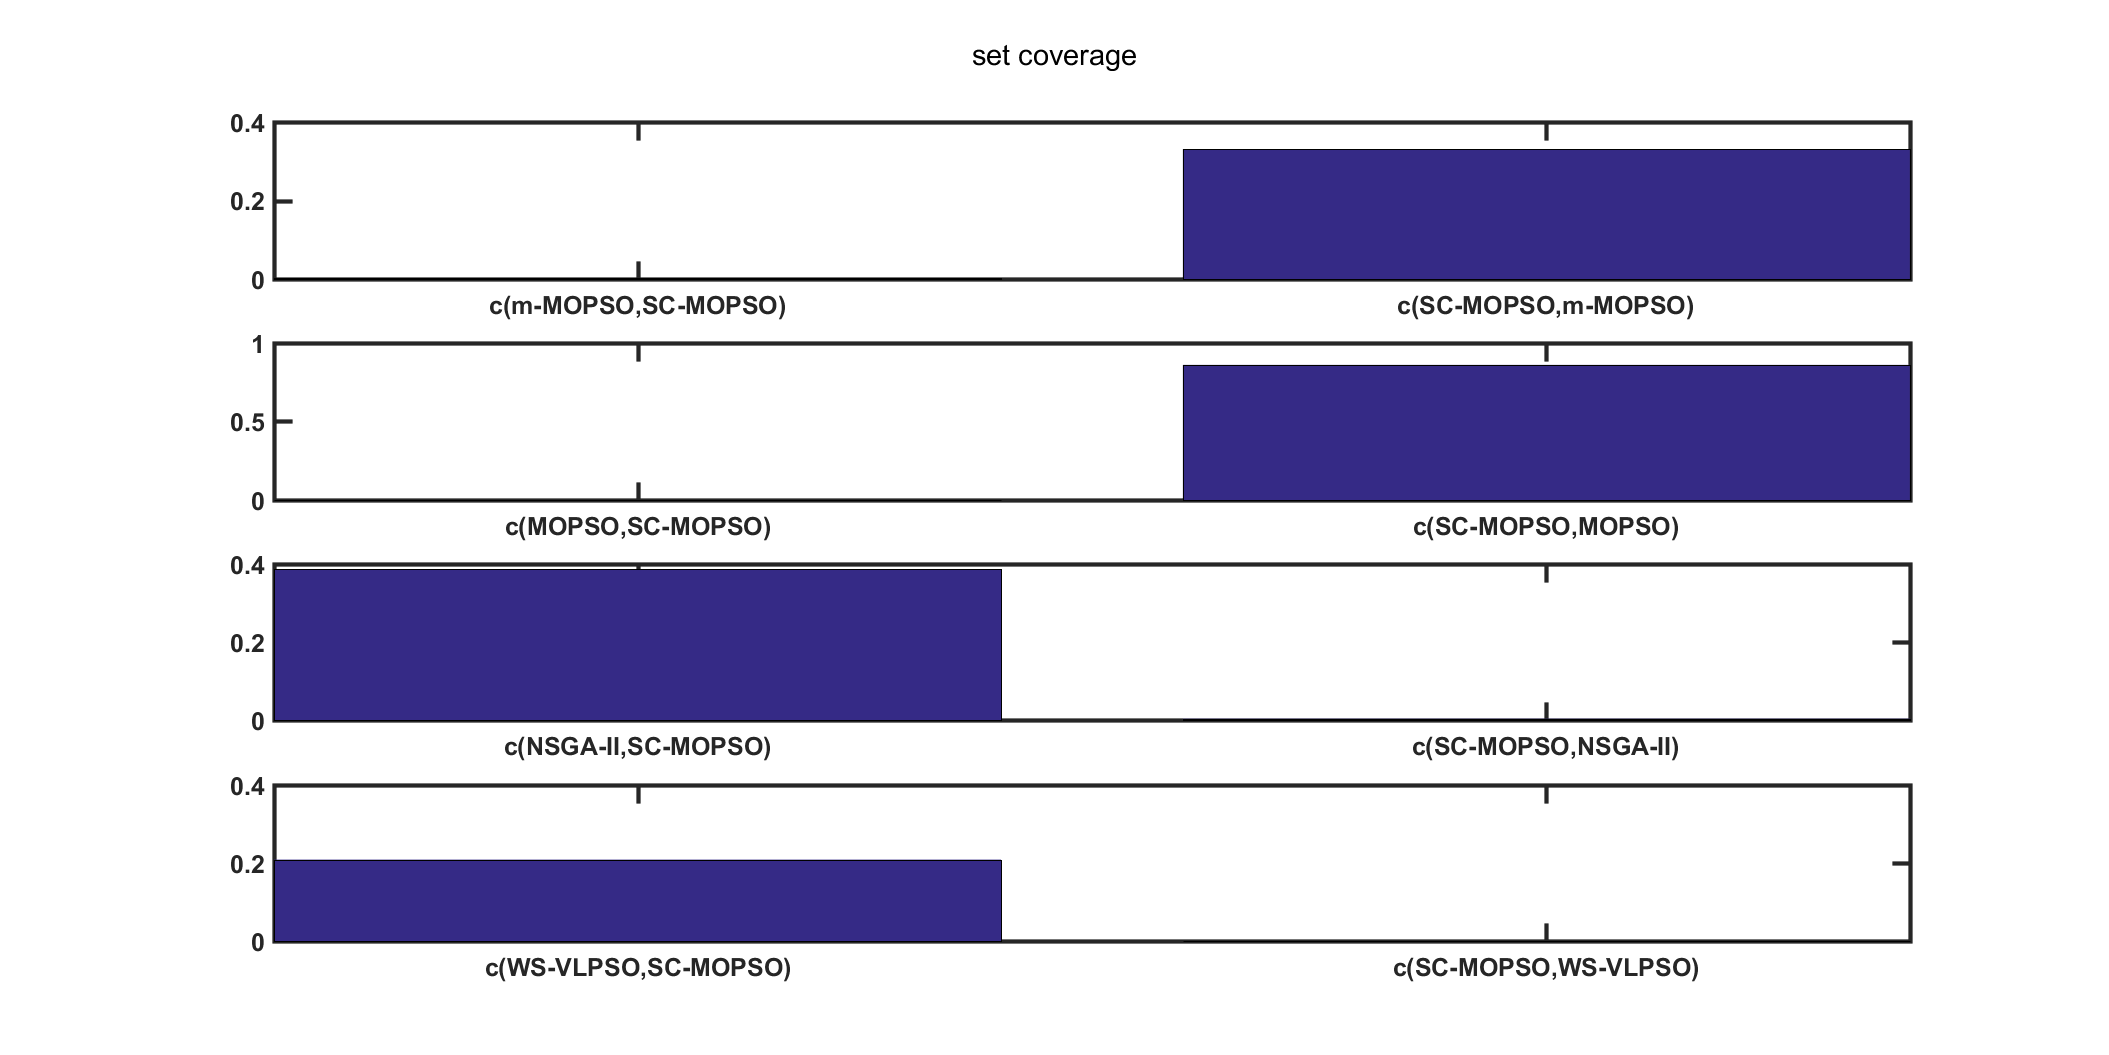 set coverage
0.4
0.2
0
c(m-MOPSO,SC-MOPSO) c(SC-MOPSO,m-MOPSO)
1
0.5
0
c(MOPSO,SC-MOPSO) c(SC-MOPSO,MOPSO)
0.4
0.2
0
c(NSGA-II,SC-MOPSO) c(SC-MOPSO,NSGA-II)
0.4
0.2
0
c(WS-VLPSO,SC-MOPSO) c(SC-MOPSO,WS-VLPSO)